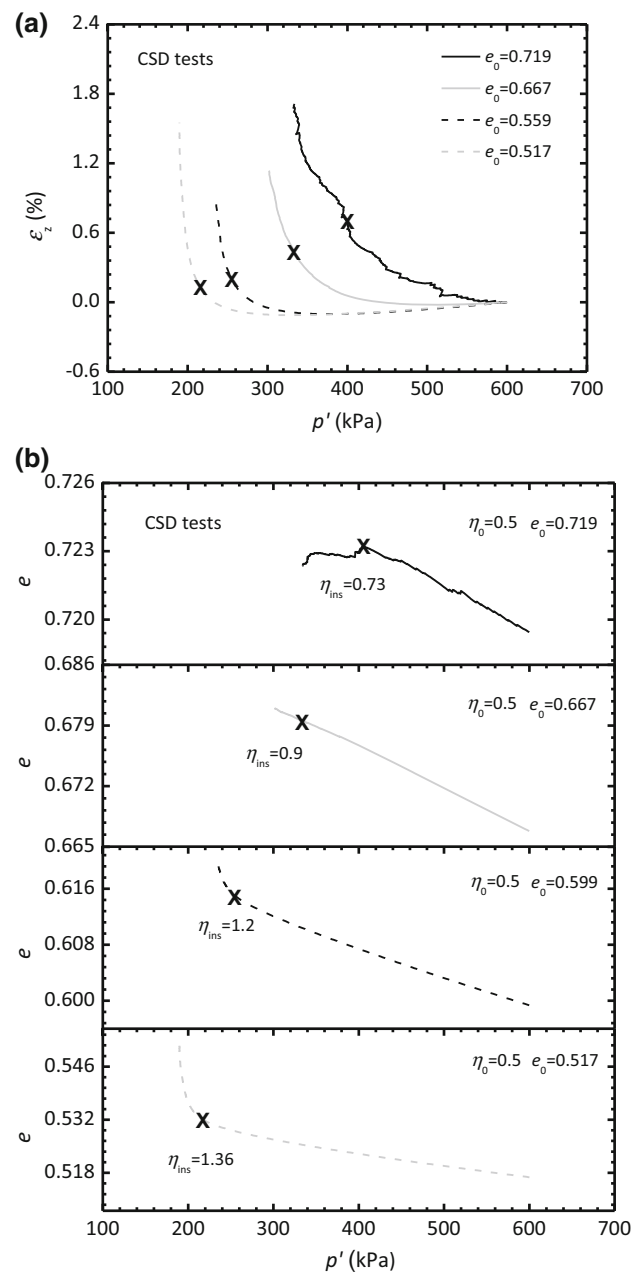 (a)
2.4
1.8
1.2
0.6
0.0
-0.6
εz (%)
CSD tests
e0=0.719
e0=0.667
e0=0.559
e0=0.517
X X X X
100 200 300 400 500 600 700
p' (kPa)
(b)
0.726
0.723
0.720
0.686
e
CSD tests
η0=0.5 e0=0.719
X
ηins=0.73
0.679
0.672
0.665
e
η0=0.5 e0=0.667
X
ηins=0.9
0.616
0.608
0.600
e
η0=0.5 e0=0.599
X
ηins=1.2
0.546
0.532
0.518
e
η0=0.5 e0=0.517
X
ηins=1.36
100 200 300 400 500 600 700
p' (kPa)